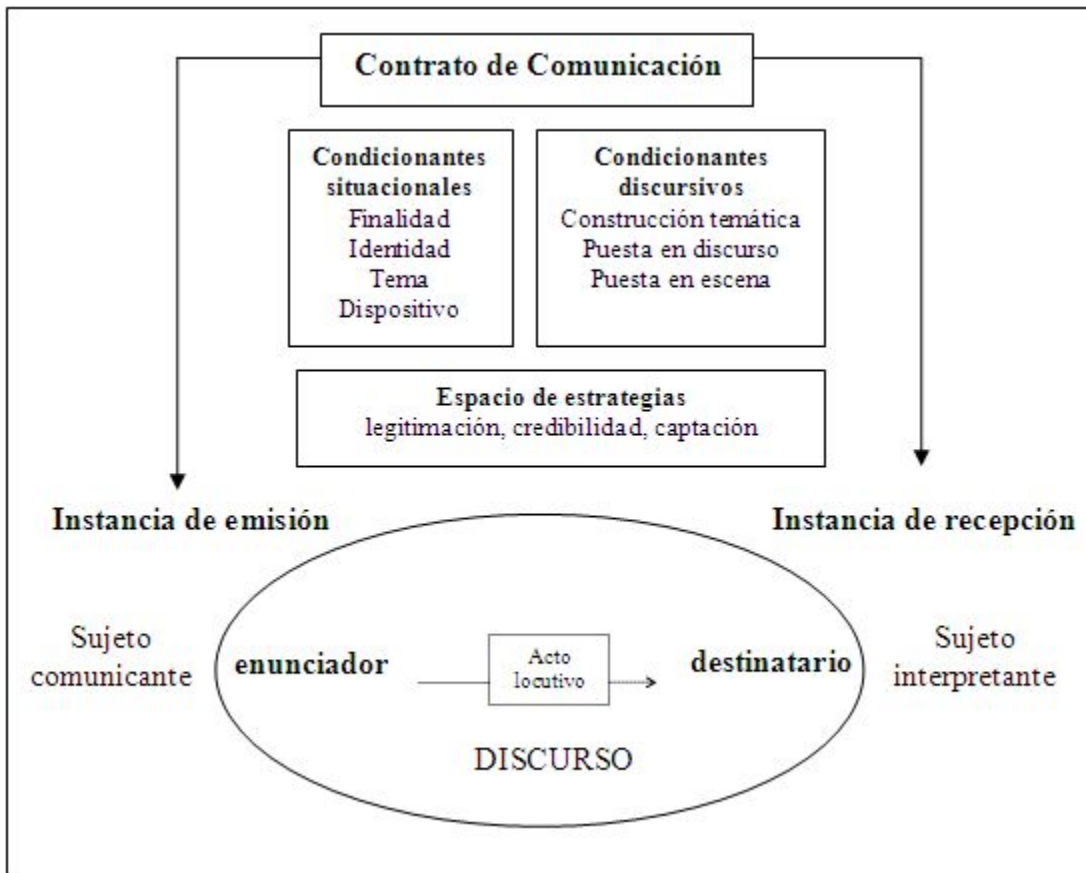 Contrato de Comunicación
Condicionantes
situacionales
Finalidad
Identidad
Tema
Dispositivo
Condicionantes
discursivos
Construcción temática
Puesta en discurso
Puesta en escena
Espacio de estrategias
legitimación, credibilidad, captación
Instancia de emisión
Instancia de recepción
Sujeto
comunicante
enunciador
Acto
locutivo
destinatario
Sujeto
interpretante
DISCURSO